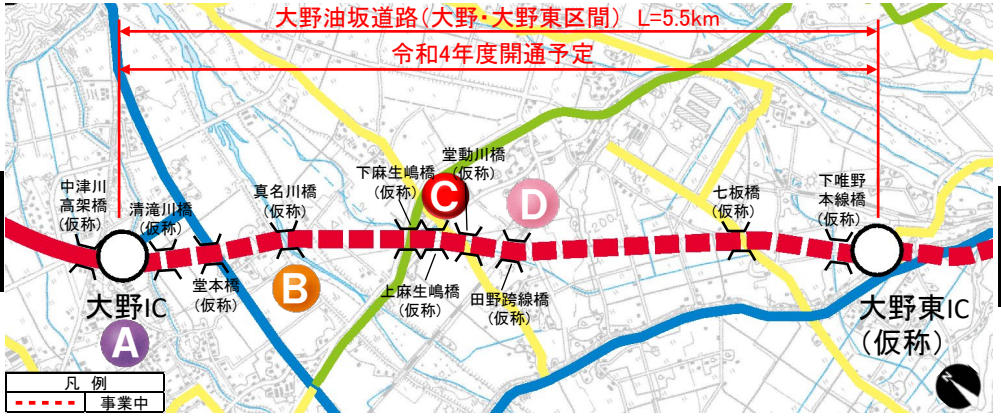 大野油坂道路(大野・大野東区間) L=5.5km
令和4年度開通予定
中津川
高架橋
(仮称)
清滝川橋
(仮称)
堂本橋
(仮称)
真名川橋
(仮称)
下麻生嶋橋
(仮称)
堂動川橋
(仮称)
上麻生嶋橋
(仮称)
田野跨線橋
(仮称)
七板橋
(仮称)
下唯野
本線橋
(仮称)
大野IC
大野東IC
(仮称)
A
B
C
D
凡 例
事業中
N